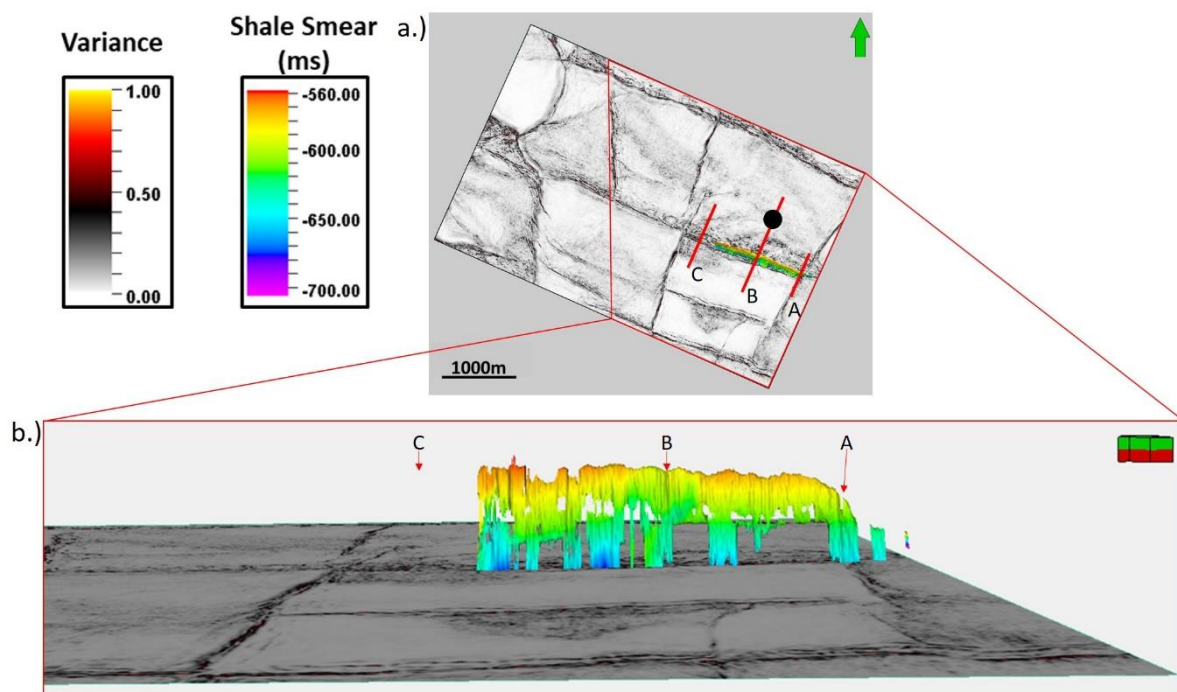 Variance
1.00
0.50
0.00
Shale Smear
(ms)
-560.00
-600.00
-650.00
-700.00
a.)
C
B
A
1000m
b.)
C
B
A